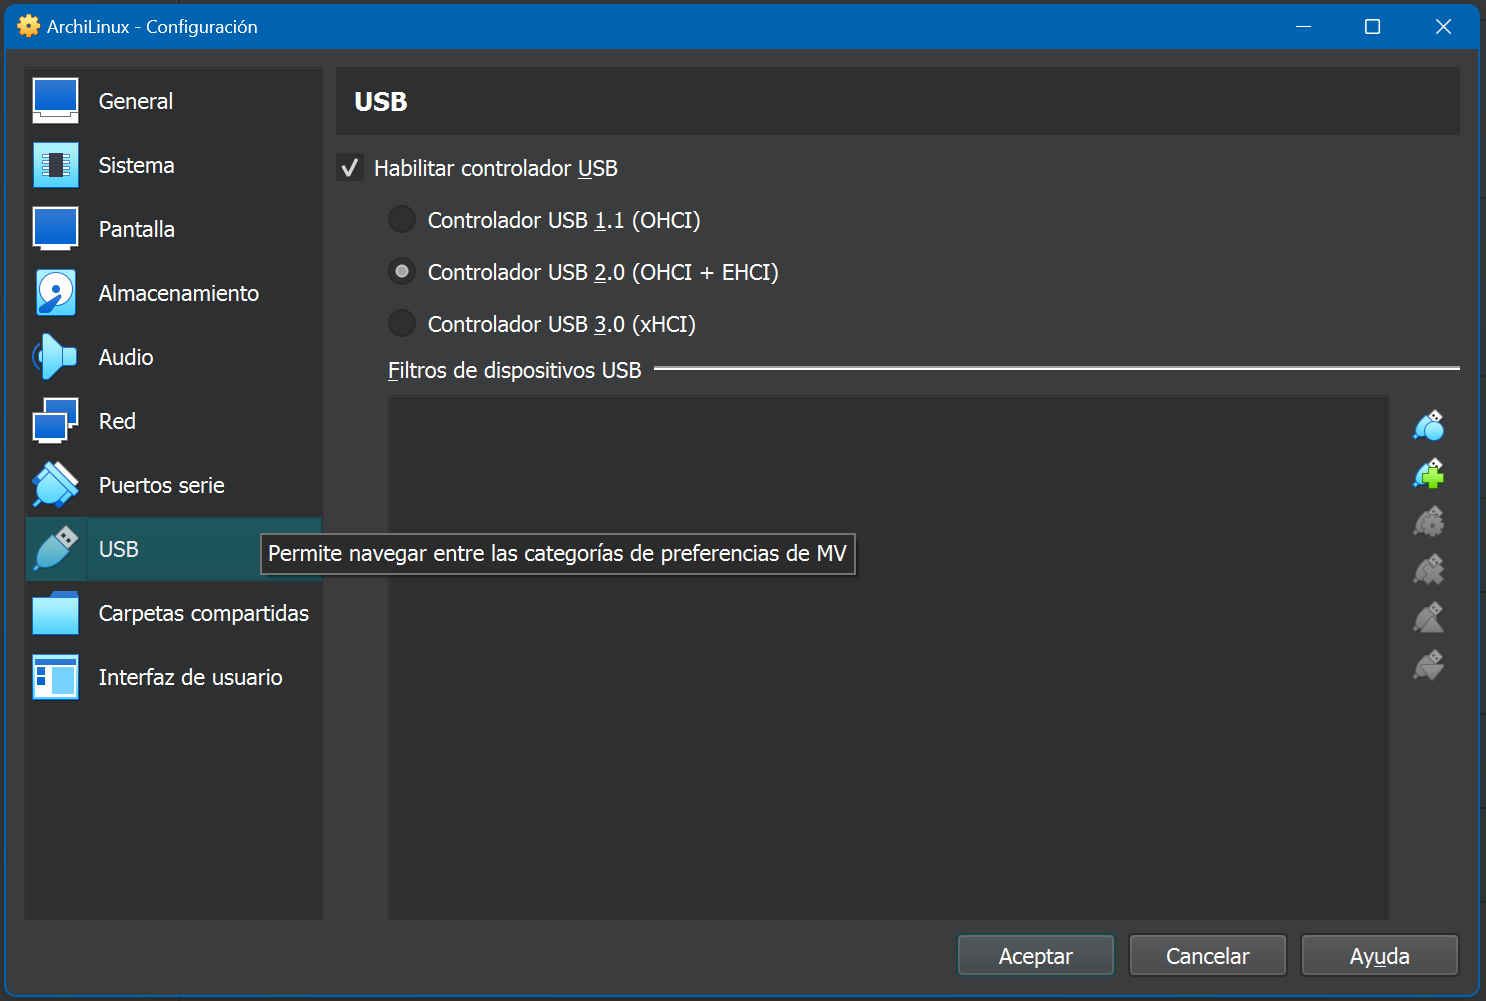 ArchiLinux - Configuración
General
Sistema
Pantalla
Almacenamiento
Audio
Red
Puertos serie
USB
Carpetas compartidas
Interfaz de usuario
USB
Habilitar controlador USB
Controlador USB 1.1 (OHCI)
Controlador USB 2.0 (OHCI + EHCI)
Controlador USB 3.0 (xHCI)
Filtros de dispositivos USB
Permite navegar entre las categorías de preferencias de MV
Aceptar
Cancelar
Ayuda